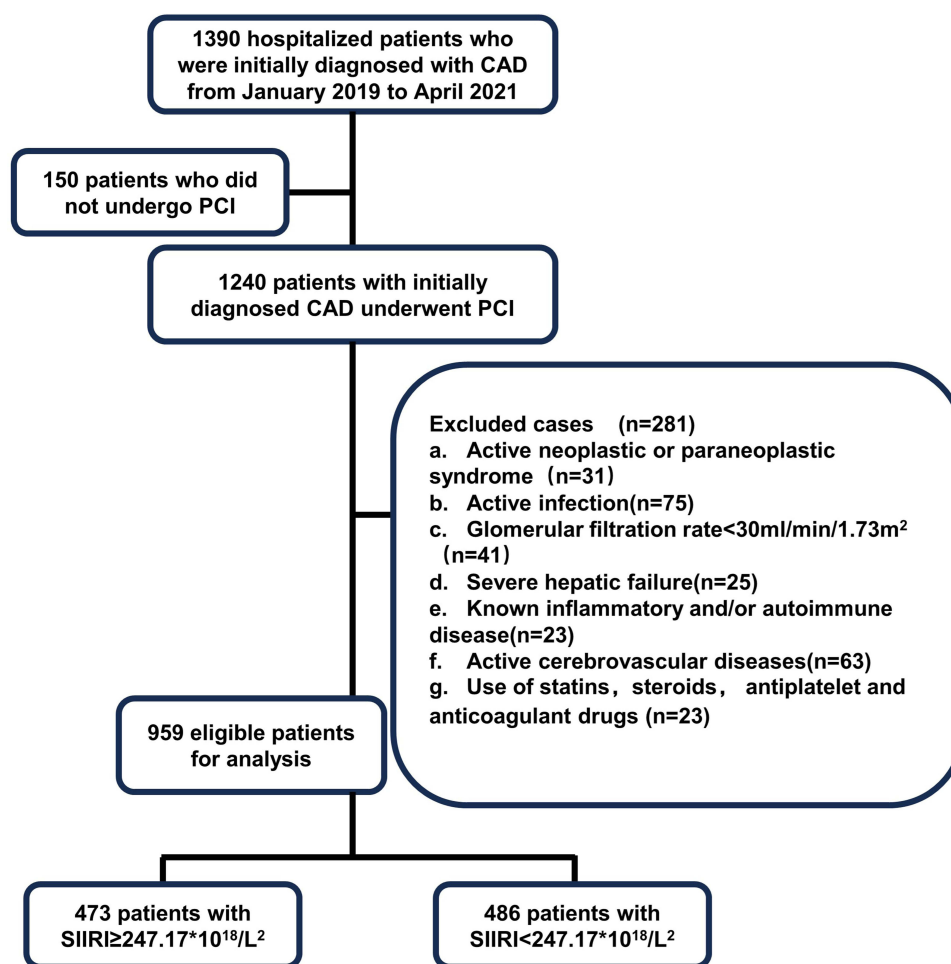 1390 hospitalized patients who
were initially diagnosed with CAD
from January 2019 to April 2021
150 patients who did
not undergo PCI
1240 patients with initially
diagnosed CAD underwent PCI
Excluded cases (n=281)
a. Active neoplastic or paraneoplastic
syndrome（n=31）
b. Active infection(n=75)
c. Glomerular filtration rate<30ml/min/1.73m²
(n=41)
d. Severe hepatic failure(n=25)
e. Known inflammatory and/or autoimmune
disease(n=23)
f. Active cerebrovascular diseases(n=63)
g. Use of statins，steroids， antiplatelet and
anticoagulant drugs (n=23)
959 eligible patients
for analysis
473 patients with
SIIRI≥247.17*10¹⁸/L²
486 patients with
SIIRI<247.17*10¹⁸/L²